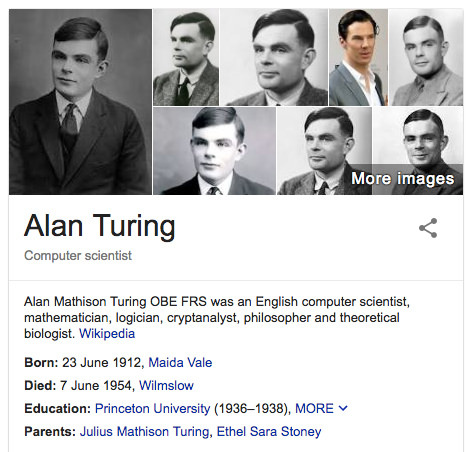 More images
Alan Turing
Computer scientist
Alan Mathison Turing OBE FRS was an English computer scientist,
mathematician, logician, cryptanalyst, philosopher and theoretical
biologist. Wikipedia
Born: 23 June 1912, Maida Vale
Died: 7 June 1954, Wilmslow
Education: Princeton University (1936–1938), MORE
Parents: Julius Mathison Turing, Ethel Sara Stoney